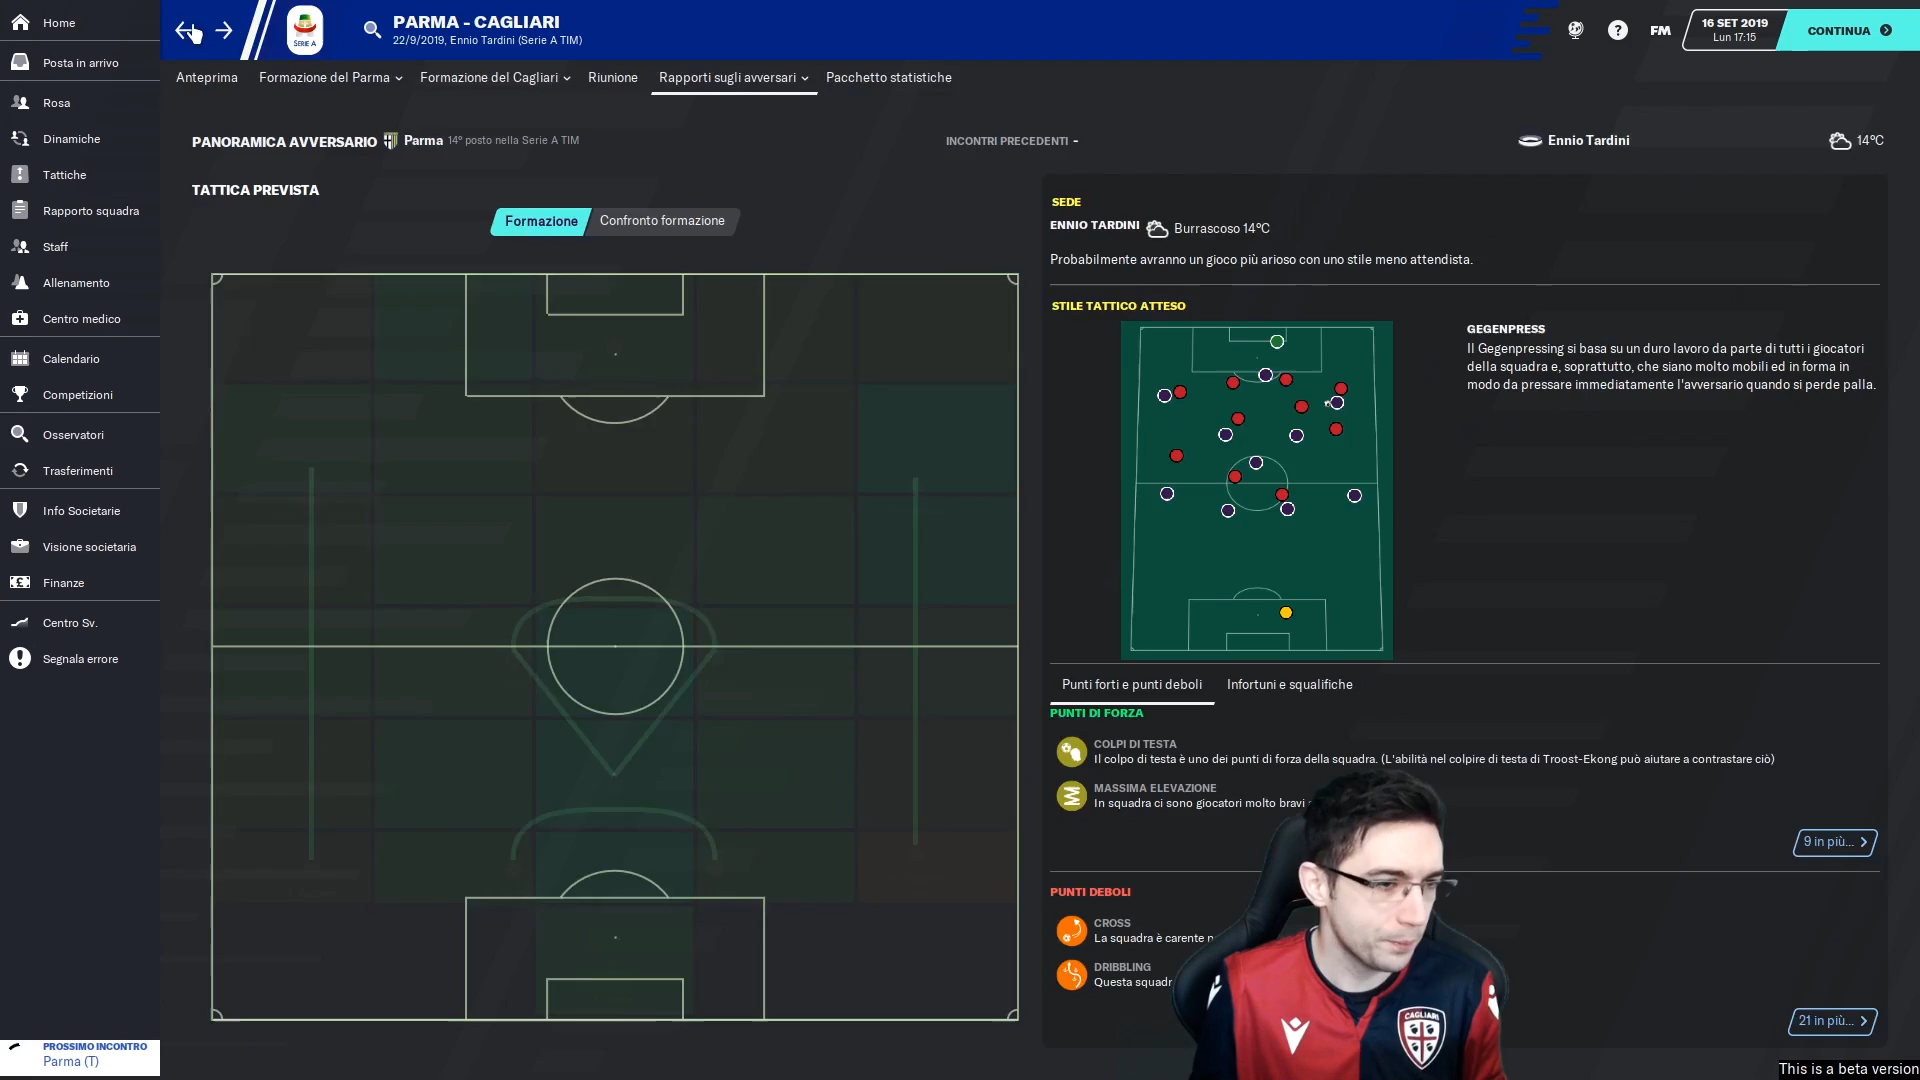 Home
Posta in arrivo
Rosa
Dinamiche
Tattiche
Rapporto squadra
Staff
Allenamento
Centro medico
Calendario
Competizioni
Osservatori
Trasferimenti
Info Societarie
Visione societaria
Finanze
Centro Sv.
Segnala errore
PROSSIMO INCONTRO
Parma (T)
SERIE A
PARMA - CAGLIARI
22/9/2019, Ennio Tardini (Serie A TIM)
?
FM
16 SET 2019
Lun 17:15
CONTINUA
Anteprima
Formazione del Parma
Formazione del Cagliari
Riunione
Rapporti sugli avversari
Pacchetto statistiche
PANORAMICA AVVERSARIO Parma 14º posto nella Serie A TIM
INCONTRI PRECEDENTI -
Ennio Tardini
14ºC
TATTICA PREVISTA
Formazione
Confronto formazione
SEDE
ENNIO TARDINI Burrascoso 14ºC
Probabilmente avranno un gioco più arioso con uno stile meno attendista.
STILE TATTICO ATTESO
GEGENPRESS
Il Gegenpressing si basa su un duro lavoro da parte di tutti i giocatori
della squadra e, soprattutto, che siano molto mobili ed in forma in
modo da pressare immediatamente l'avversario quando si perde palla.
Punti forti e punti deboli
Infortuni e squalifiche
PUNTI DI FORZA
COLPI DI TESTA
Il colpo di testa è uno dei punti di forza della squadra. (L'abilità nel colpire di testa di Troost-Ekong può aiutare a contrastare ciò)
MASSIMA ELEVAZIONE
In squadra ci sono giocatori molto bravi
9 in più...
PUNTI DEBOLI
CROSS
La squadra è carente
DRIBBLING
Questa squadr
21 in più...
CAGLIARI
This is a beta version